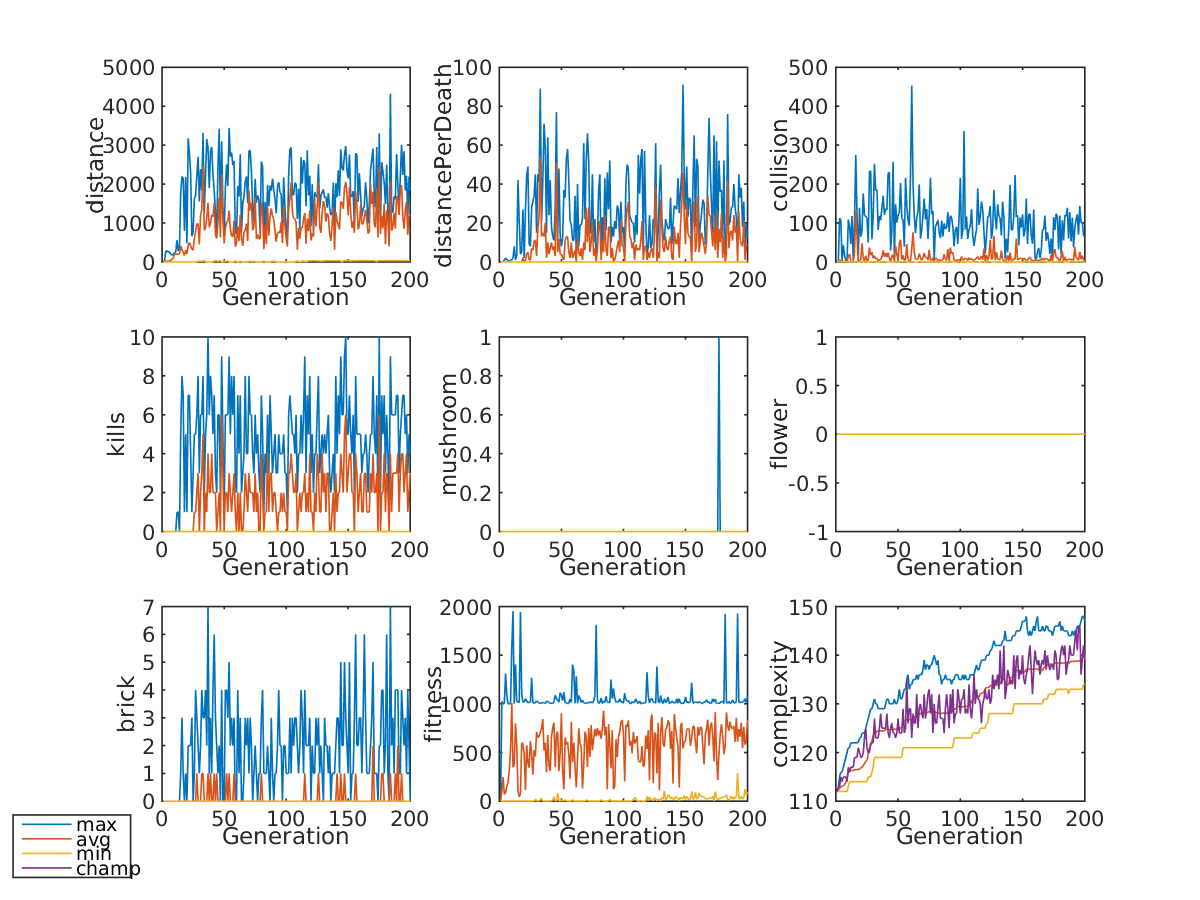 distance
5000
4000
3000
2000
1000
0
0 50 100 150 200
Generation
distancePerDeath
100
80
60
40
20
0
0 50 100 150 200
Generation
collision
500
400
300
200
100
0
0 50 100 150 200
Generation
kills
10
8
6
4
2
0
0 50 100 150 200
Generation
mushroom
1
0.8
0.6
0.4
0.2
0
0 50 100 150 200
Generation
flower
1
0.5
0
-0.5
-1
0 50 100 150 200
Generation
brick
7
6
5
4
3
2
1
0
0 50 100 150 200
Generation
fitness
2000
1500
1000
500
0
0 50 100 150 200
Generation
complexity
150
140
130
120
110
0 50 100 150 200
Generation
max
avg
min
champ